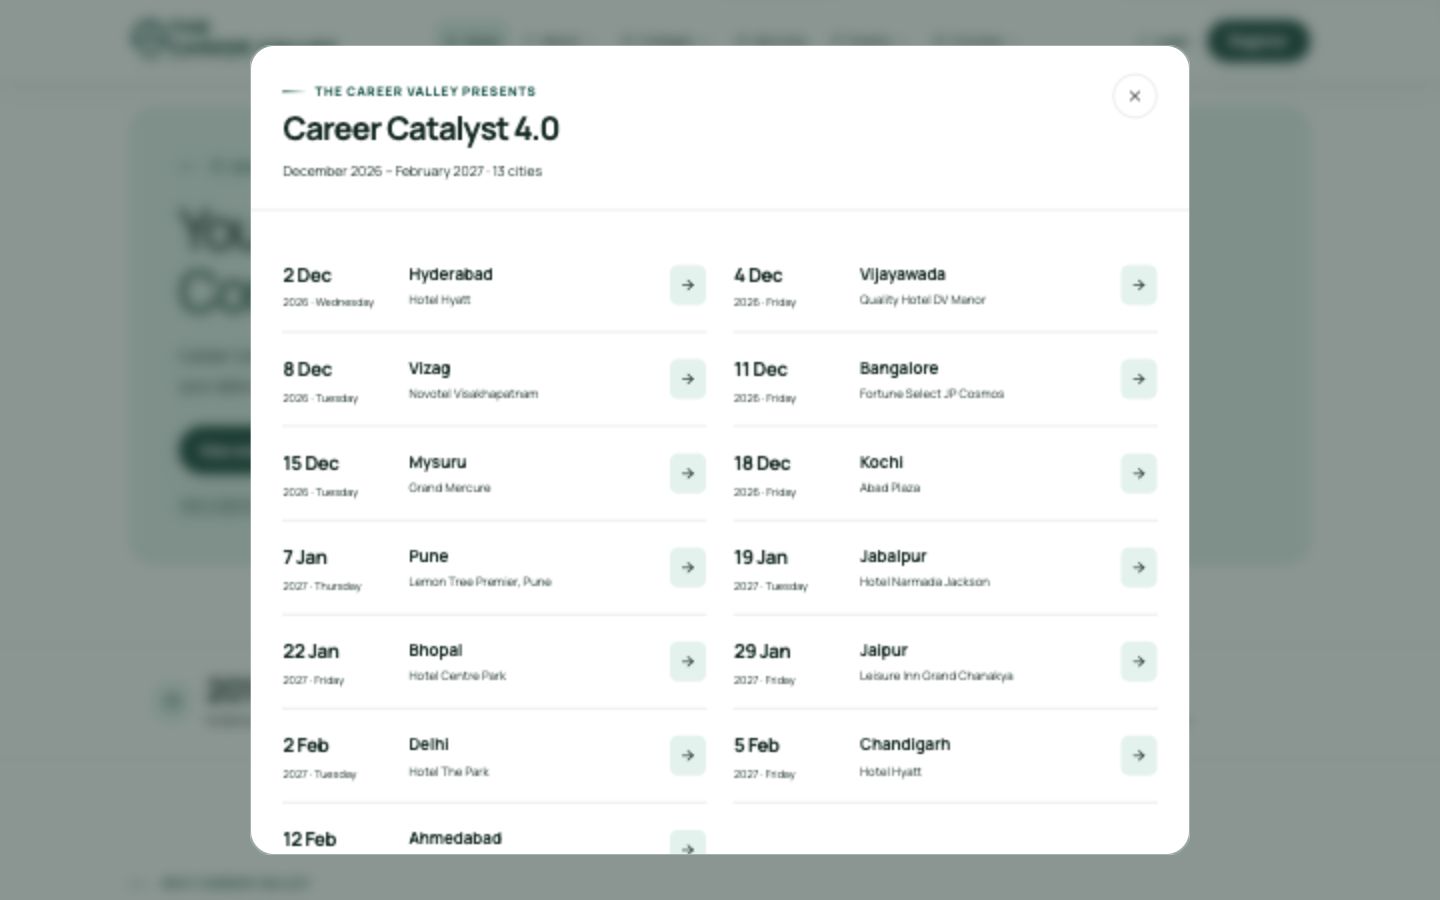 THE CAREER VALLEY PRESENTS
Career Catalyst 4.0
December 2026 – February 2027 · 13 cities
2 Dec
2026 · Wednesday
Hyderabad
Hotel Hyatt
4 Dec
2026 · Friday
Vijayawada
Quality Hotel DV Manor
8 Dec
2026 · Tuesday
Vizag
Novotel Visakhapatnam
11 Dec
2026 · Friday
Bangalore
Fortune Select JP Cosmos
15 Dec
2026 · Tuesday
Mysuru
Grand Mercure
18 Dec
2026 · Friday
Kochi
Abad Plaza
7 Jan
2027 · Thursday
Pune
Lemon Tree Premier, Pune
19 Jan
2027 · Tuesday
Jabalpur
Hotel Narmada Jackson
22 Jan
2027 · Friday
Bhopal
Hotel Centre Park
29 Jan
2027 · Friday
Jaipur
Leisure Inn Grand Chanakya
2 Feb
2027 · Tuesday
Delhi
Hotel The Park
5 Feb
2027 · Friday
Chandigarh
Hotel Hyatt
12 Feb
Ahmedabad